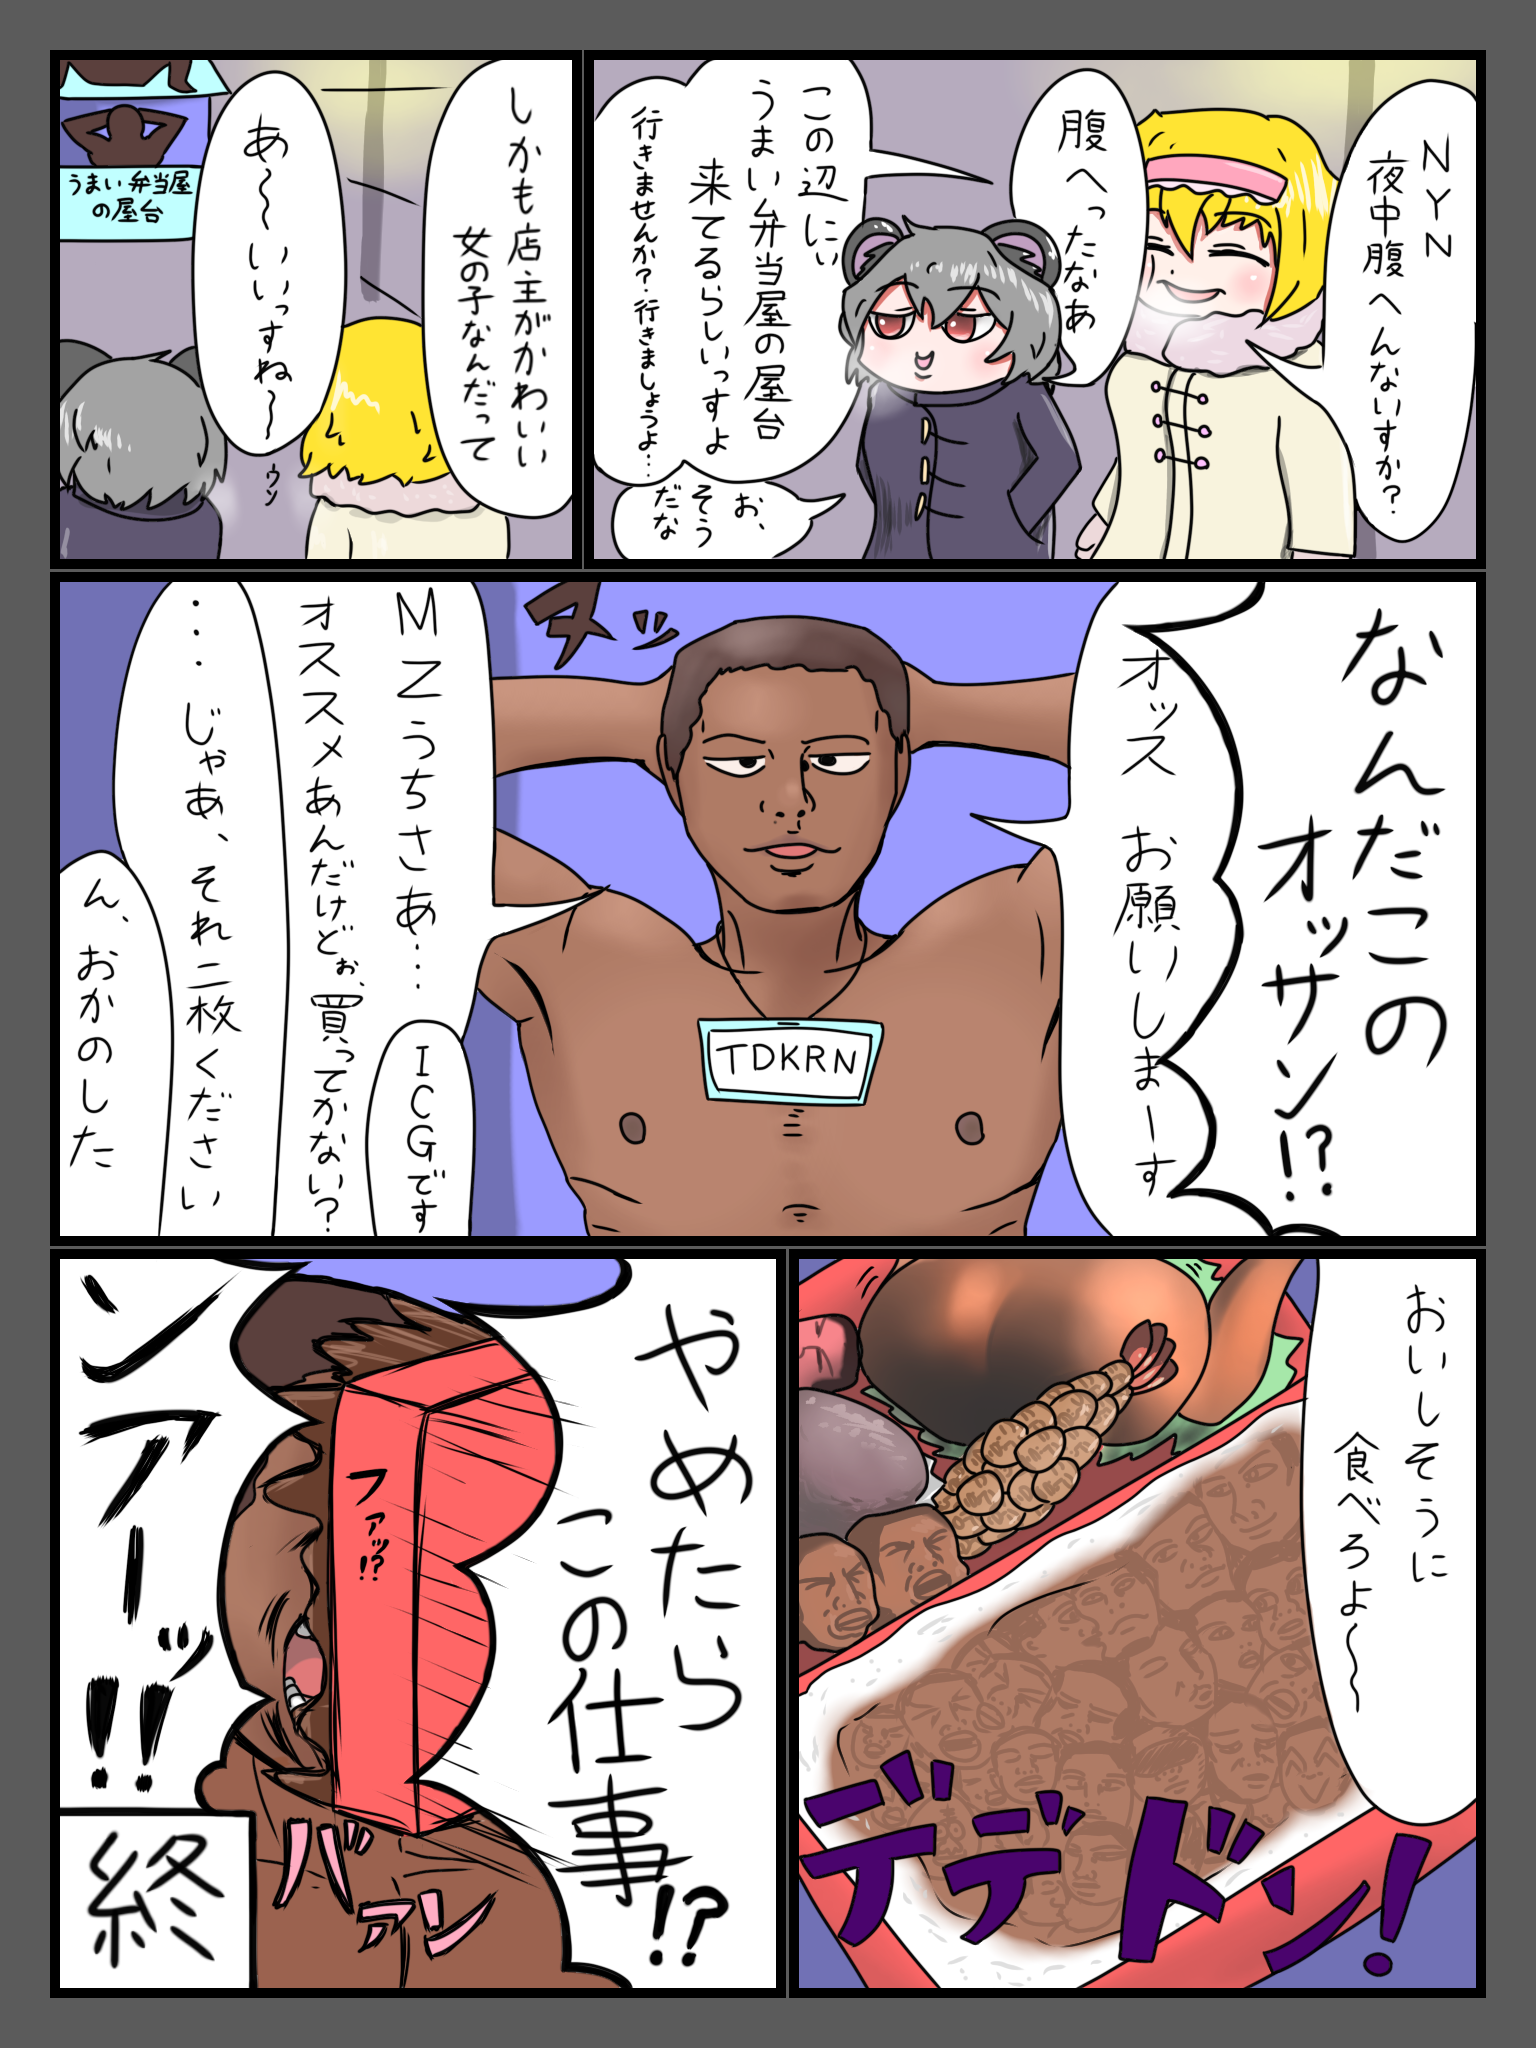 NYN
夜中腹へんないすか?
腹へったなあ
この辺にぃ
うまい弁当屋の屋台
来てるらしいっすよ
行きませんか?行きましょうよ…
お、
そう
だな
しかも店主がかわいい
女の子なんだって
あ～いいっすね～
ウン
うまい弁当屋
の屋台
なんだこの
オッサン!?
オッス お願いしまーす
ヌッ
TDKRN
MZうちさぁ…
オススメあんだけどぉ、買ってかない?
ICGです
…じゃあ、それ二枚ください
ん、おかのした
おいしそうに
食べろよ～～
デデドン!
やめたら
この仕事!?
ファッ!?
バァン
ンアーッ!!
終